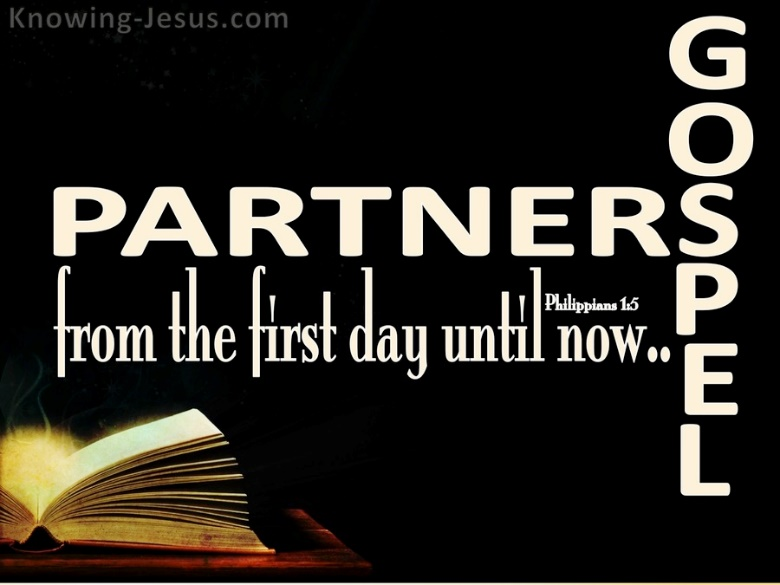 Knowing-Jesus.com
PARTNERS
GOSPEL
from the first day until now..
Philippians 1:5